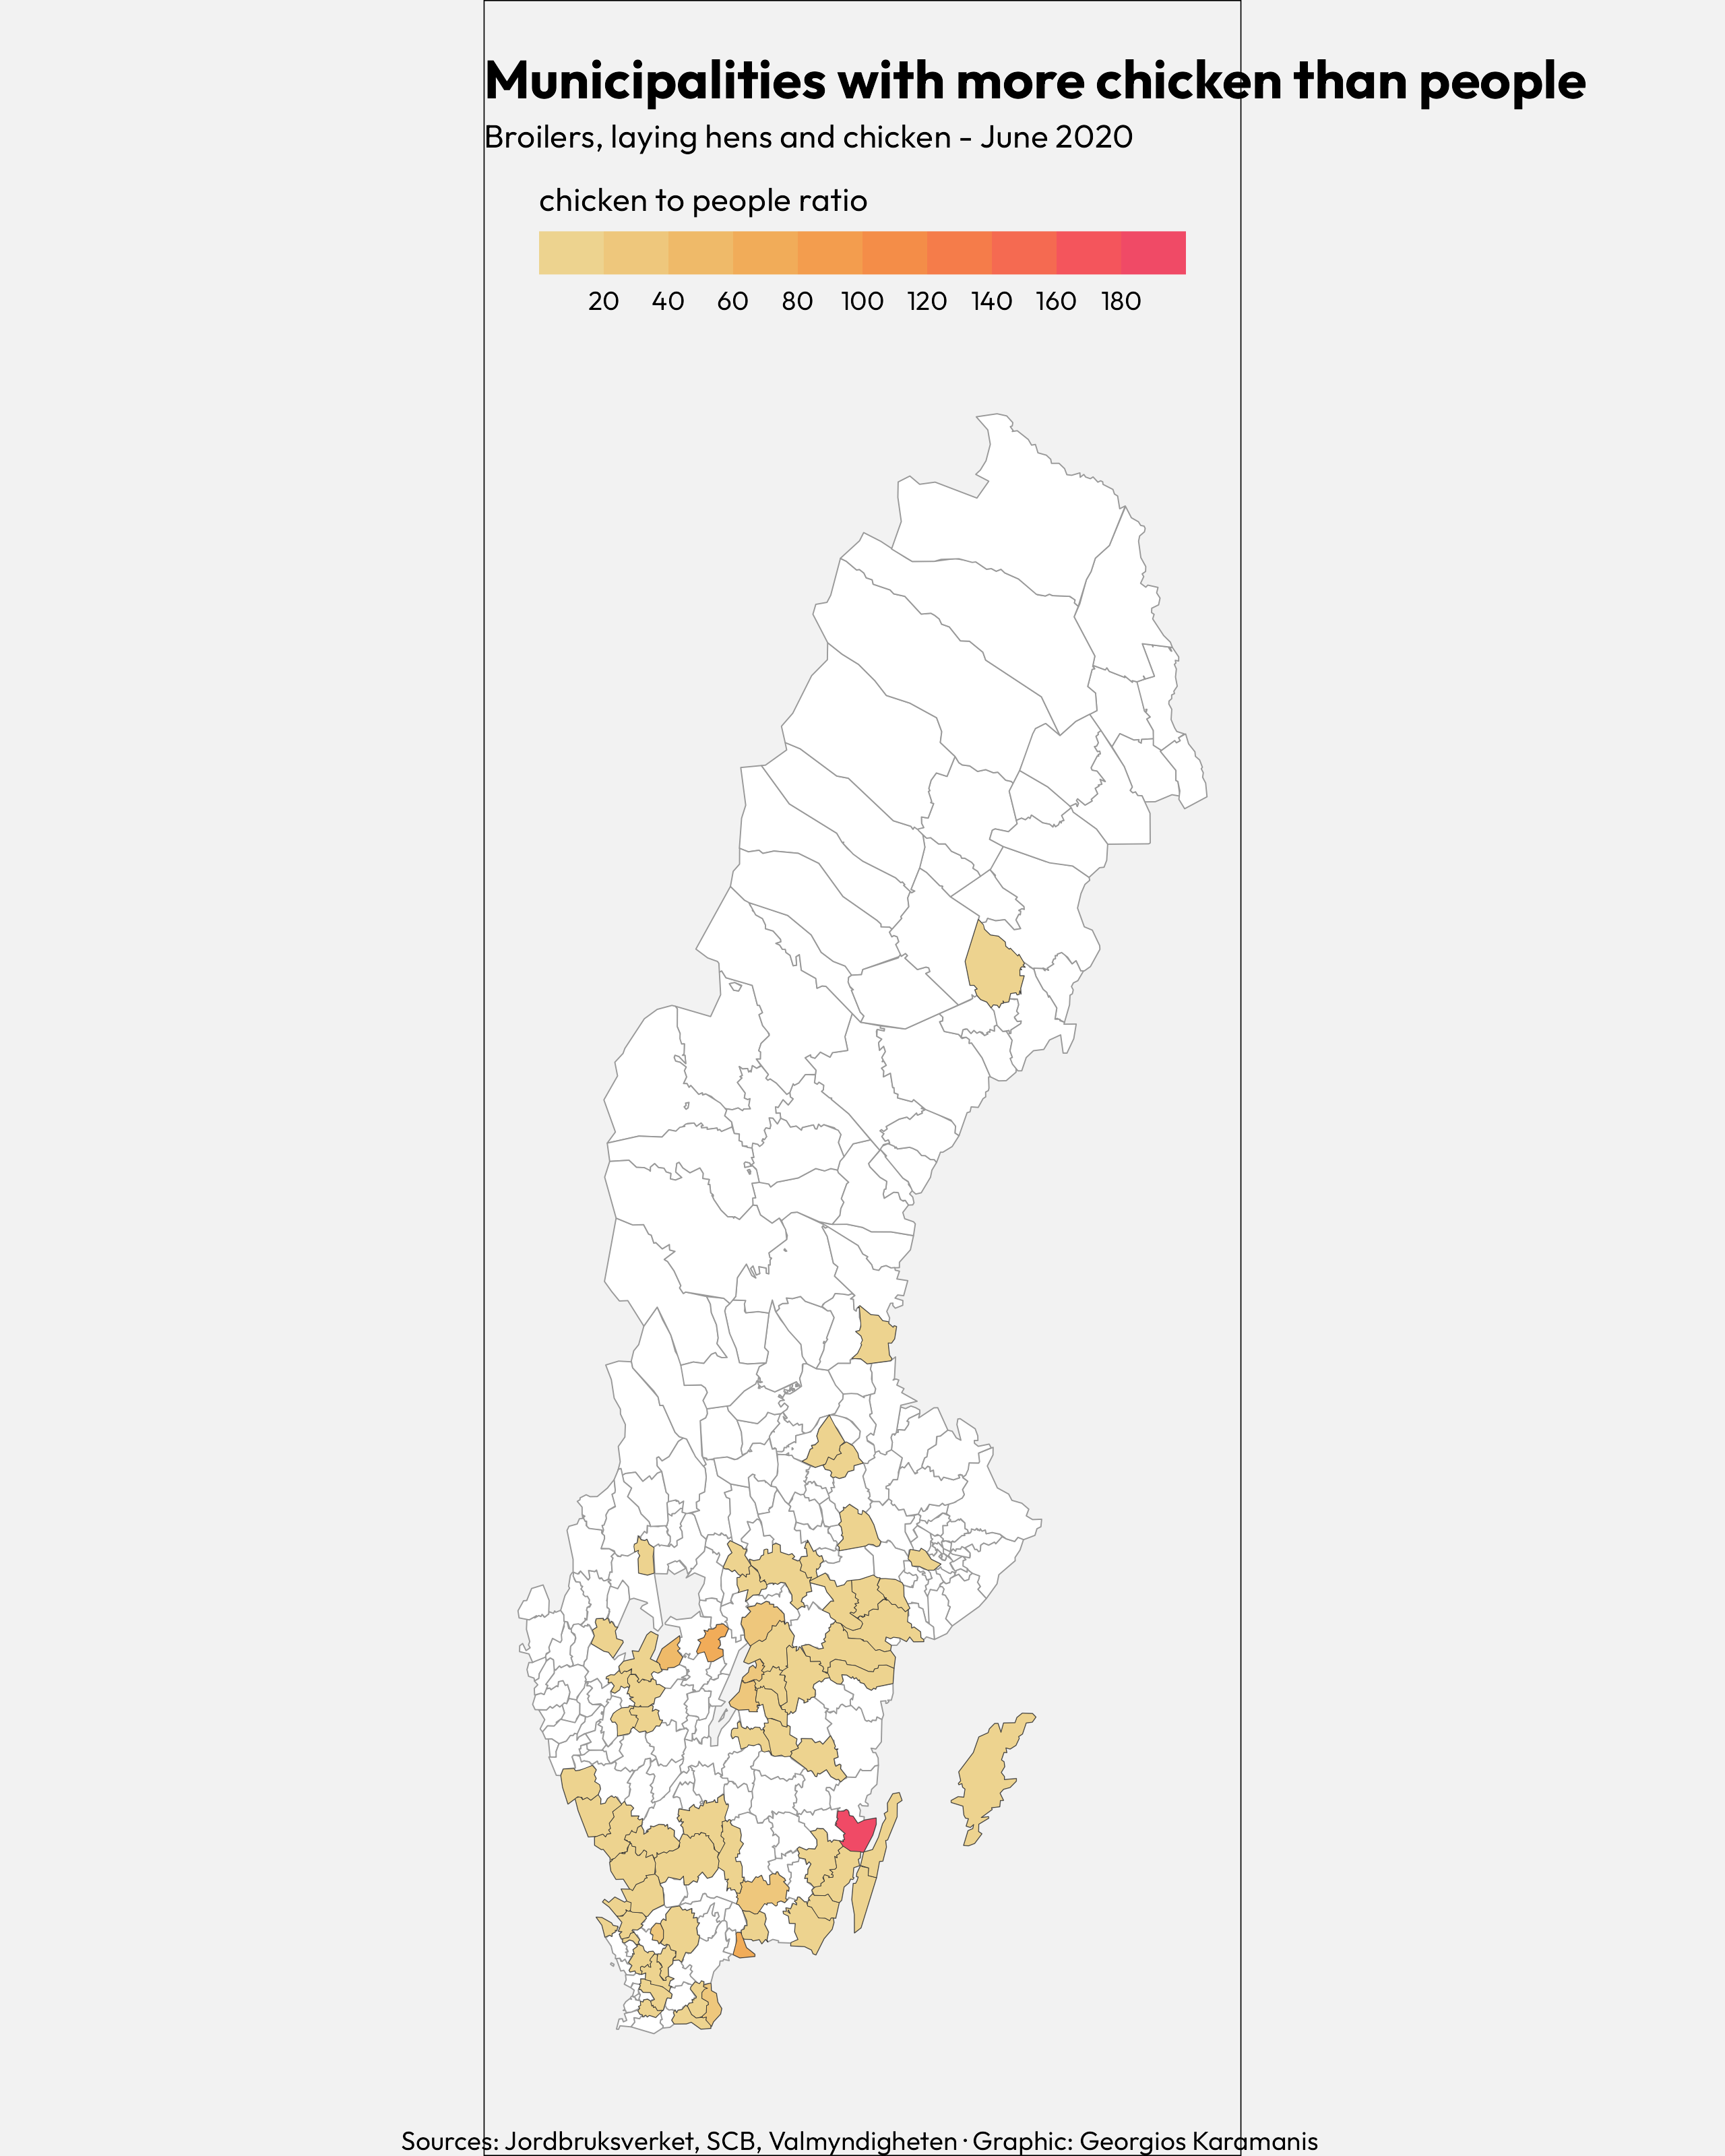 Municipalities with more chicken than people
Broilers, laying hens and chicken - June 2020
chicken to people ratio
20 40 60 80 100 120 140 160 180
Sources: Jordbruksverket, SCB, Valmyndigheten · Graphic: Georgios Karamanis